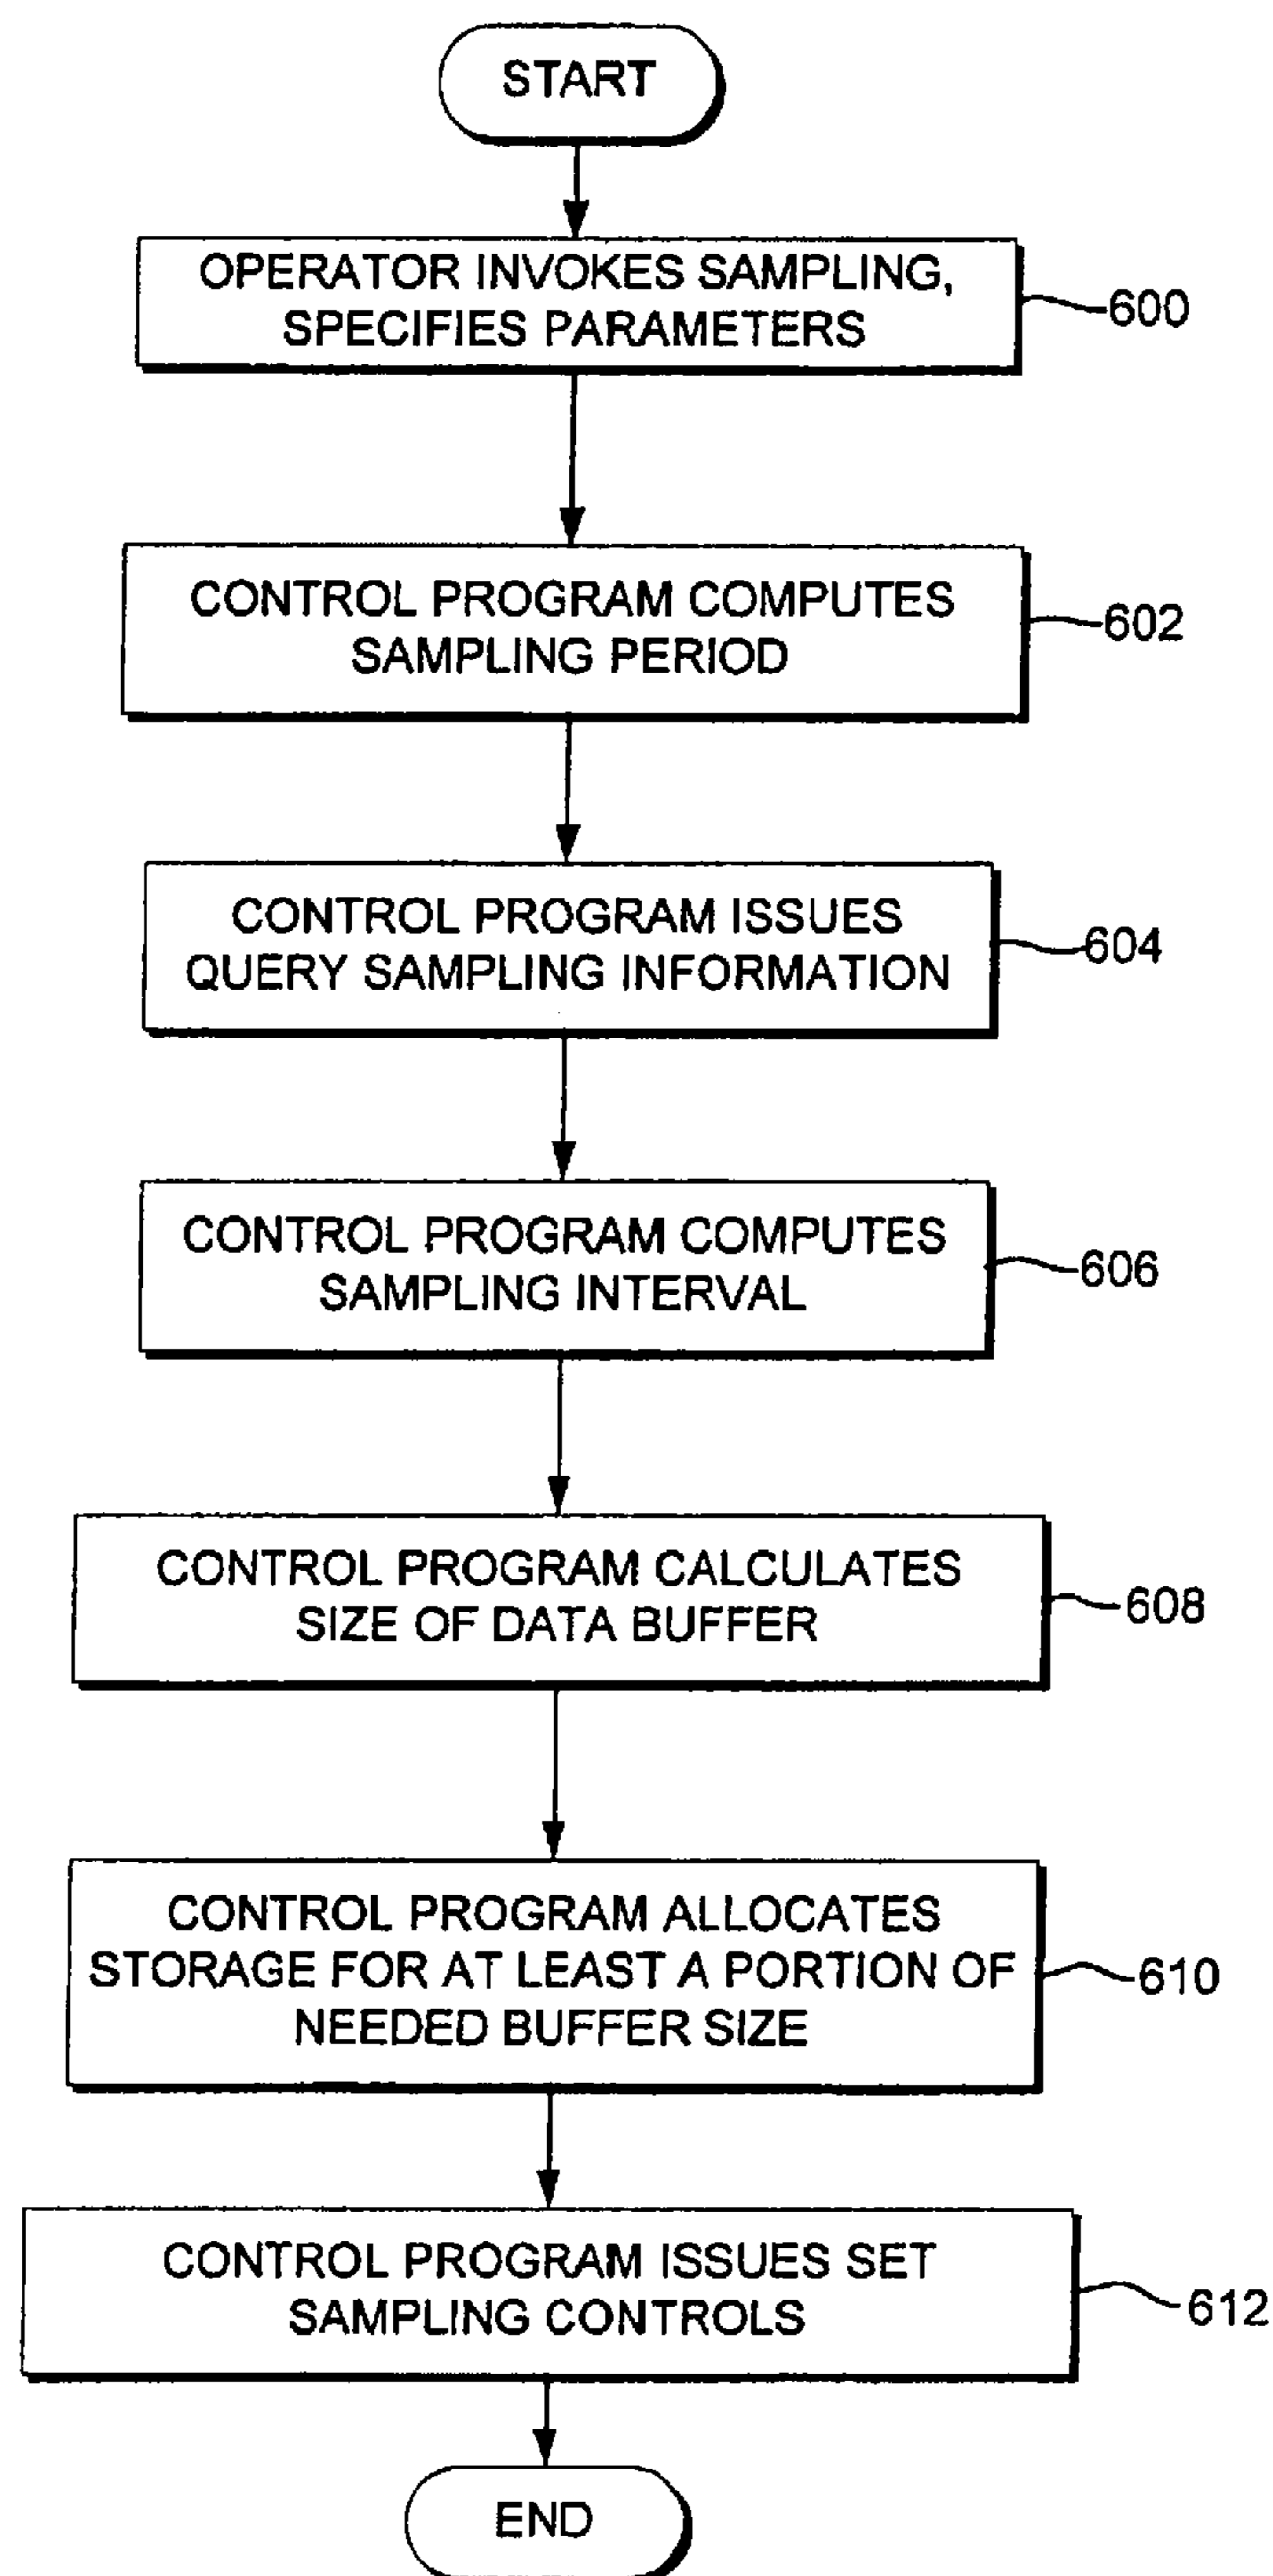 START
OPERATOR INVOKES SAMPLING,
SPECIFIES PARAMETERS
600
CONTROL PROGRAM COMPUTES
SAMPLING PERIOD
602
CONTROL PROGRAM ISSUES
QUERY SAMPLING INFORMATION
604
CONTROL PROGRAM COMPUTES
SAMPLING INTERVAL
606
CONTROL PROGRAM CALCULATES
SIZE OF DATA BUFFER
608
CONTROL PROGRAM ALLOCATES
STORAGE FOR AT LEAST A PORTION OF
NEEDED BUFFER SIZE
610
CONTROL PROGRAM ISSUES SET
SAMPLING CONTROLS
612
END